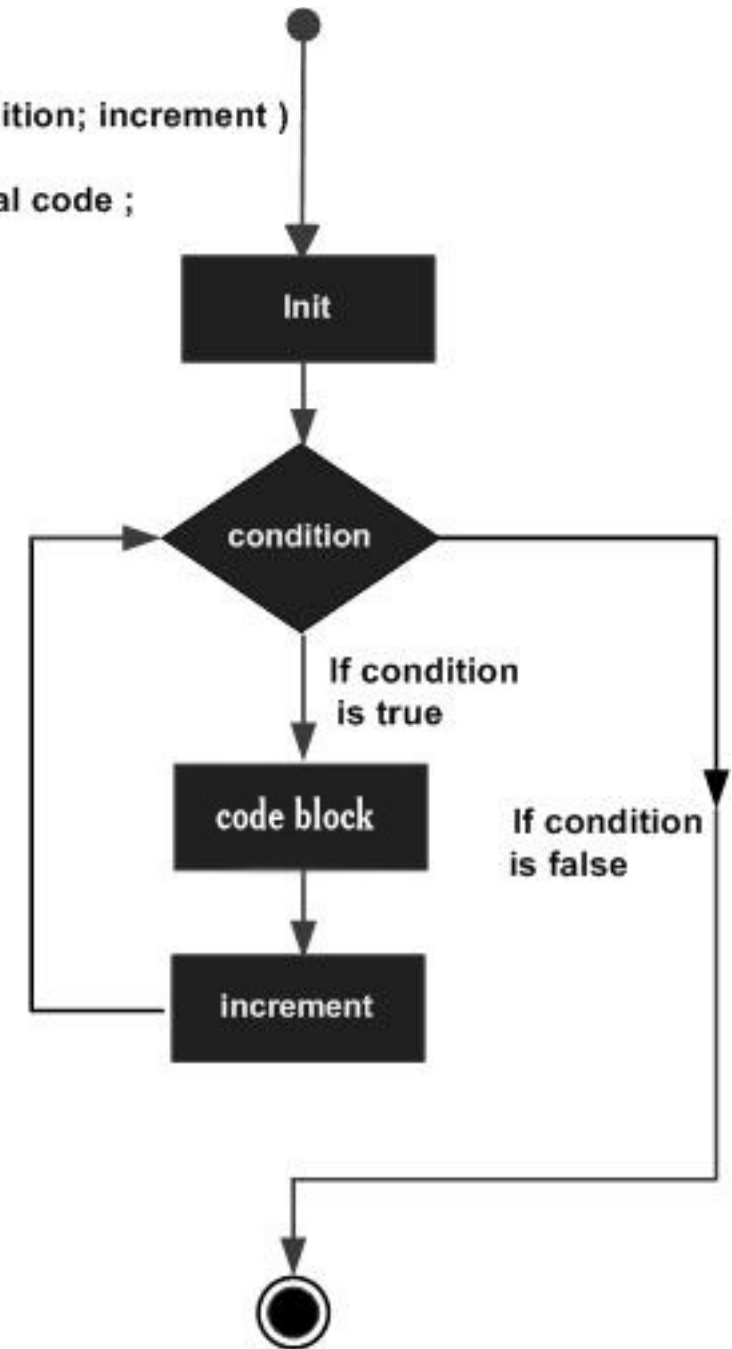 ition; increment )
al code ;
Init
condition
If condition
is true
code block
If condition
is false
increment